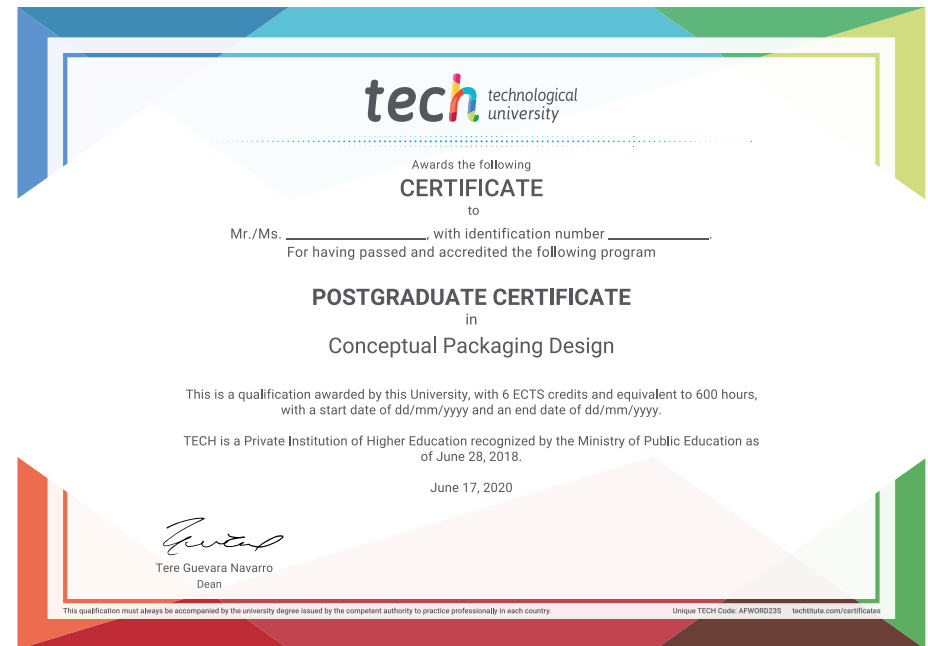 tech technological
university
Awards the following
CERTIFICATE
to
Mr./Ms. ____________________, with identification number ______________.
For having passed and accredited the following program
POSTGRADUATE CERTIFICATE
in
Conceptual Packaging Design
This is a qualification awarded by this University, with 6 ECTS credits and equivalent to 600 hours,
with a start date of dd/mm/yyyy and an end date of dd/mm/yyyy.
TECH is a Private Institution of Higher Education recognized by the Ministry of Public Education as
of June 28, 2018.
June 17, 2020
Tere Guevara Navarro
Dean
This qualification must always be accompanied by the university degree issued by the competent authority to practice professionally in each country. Unique TECH Code: AFWORD23S techtitute.com/certificates